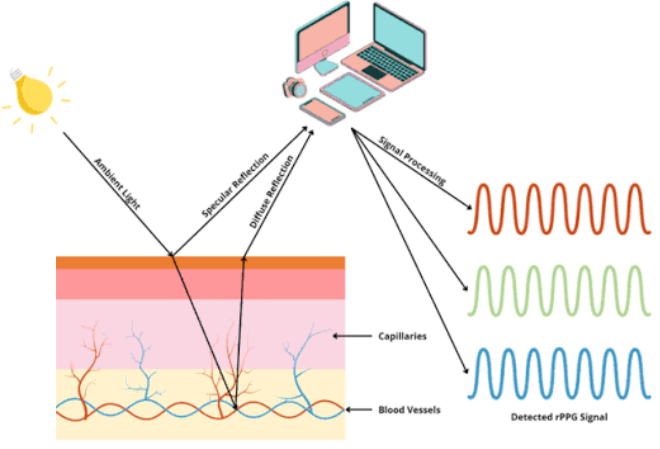 Ambient Light
Specular Reflection
Diffuse Reflection
Signal Processing
Capillaries
Blood Vessels
Detected rPPG Signal